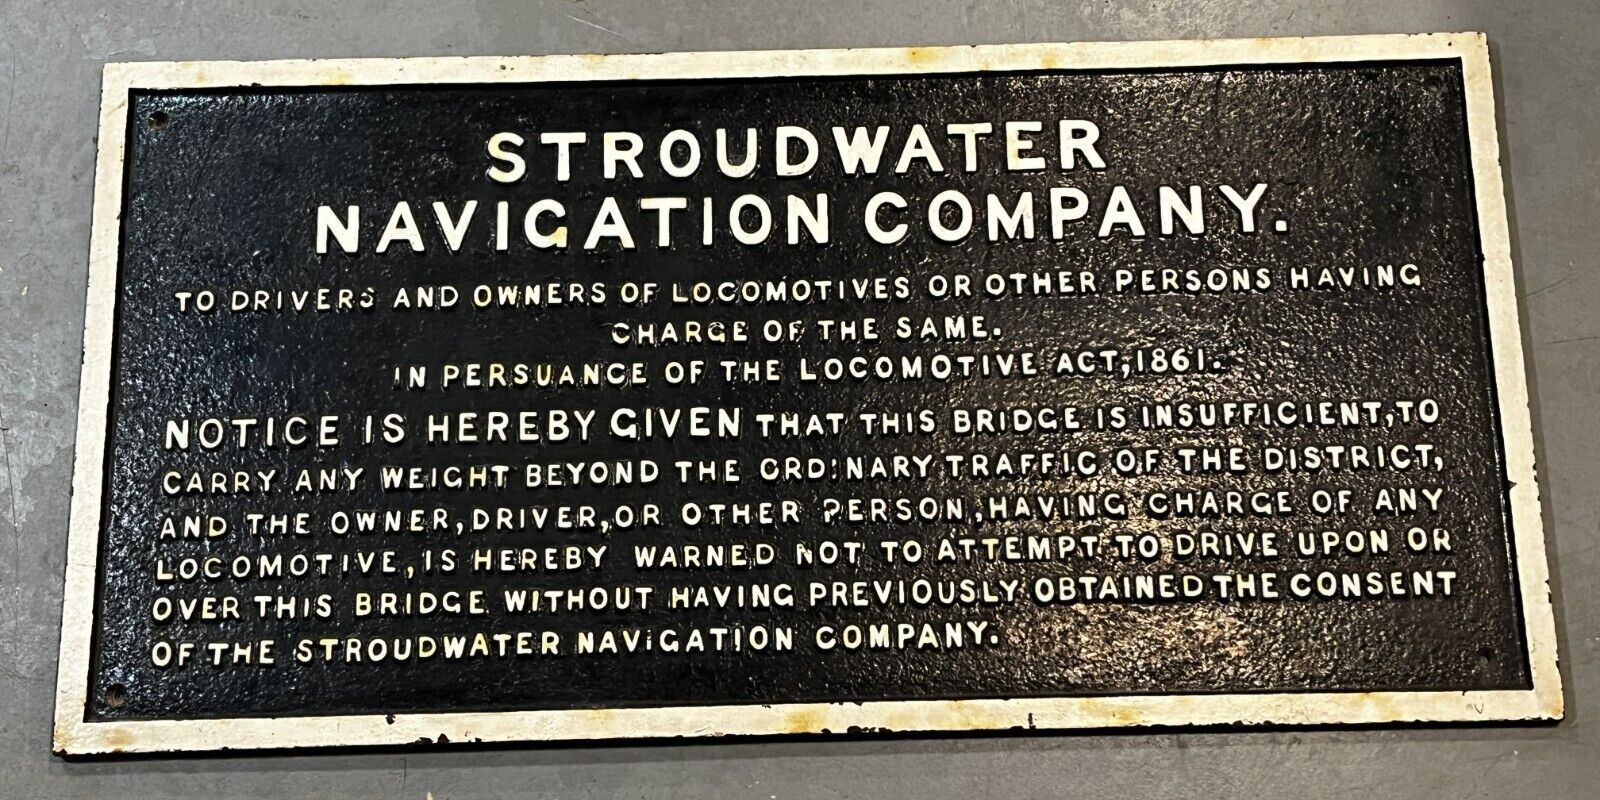 STROUDWATER
NAVIGATION COMPANY.
TO DRIVERS AND OWNERS OF LOCOMOTIVES OR OTHER PERSONS HAVING
CHARGE OF THE SAME.
IN PERSUANCE OF THE LOCOMOTIVE ACT, 1861.
NOTICE IS HEREBY GIVEN THAT THIS BRIDGE IS INSUFFICIENT, TO
CARRY ANY WEIGHT BEYOND THE ORDINARY TRAFFIC OF THE DISTRICT,
AND THE OWNER, DRIVER, OR OTHER PERSON, HAVING CHARGE OF ANY
LOCOMOTIVE, IS HEREBY WARNED NOT TO ATTEMPT TO DRIVE UPON OR
OVER THIS BRIDGE WITHOUT HAVING PREVIOUSLY OBTAINED THE CONSENT
OF THE STROUDWATER NAVIGATION COMPANY.